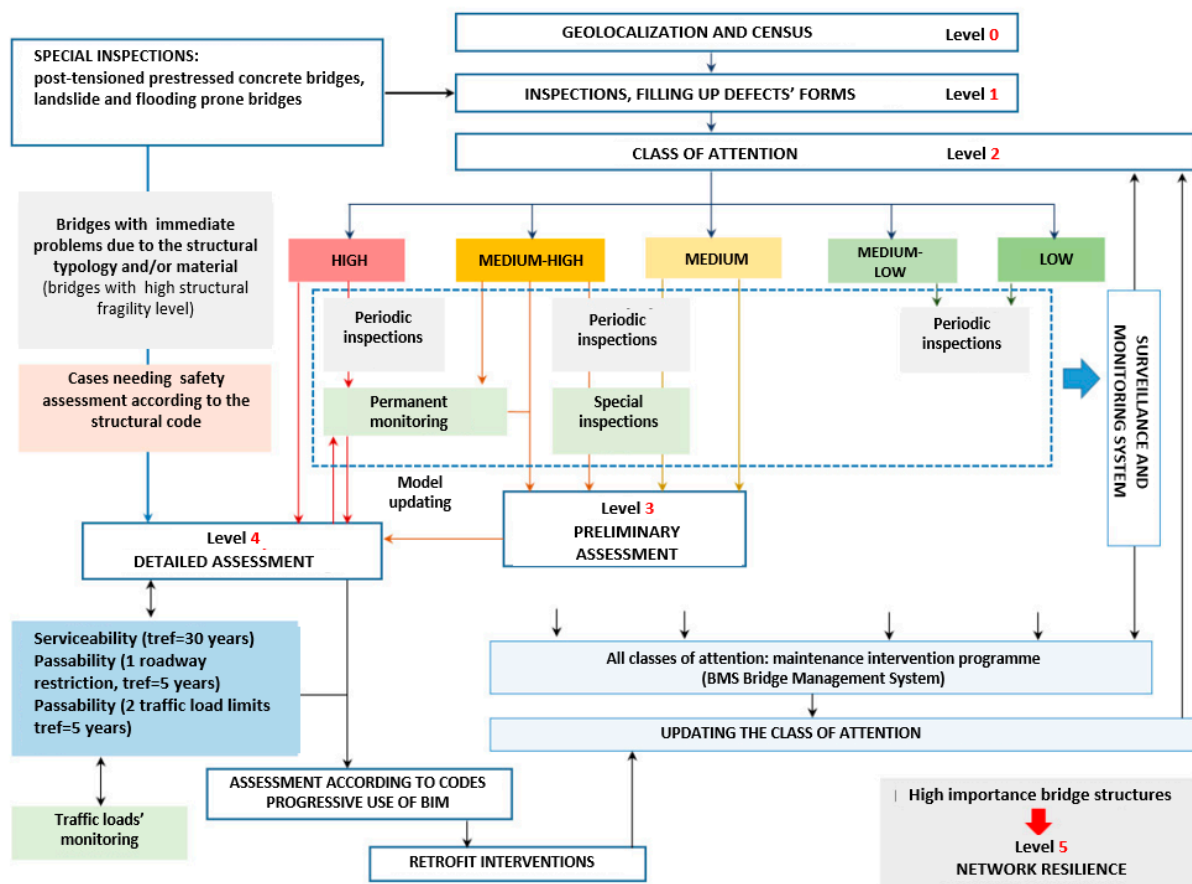 SPECIAL INSPECTIONS:
post-tensioned prestressed concrete bridges,
landslide and flooding prone bridges
GEOLOCALIZATION AND CENSUS Level 0
INSPECTIONS, FILLING UP DEFECTS' FORMS Level 1
CLASS OF ATTENTION Level 2
Bridges with immediate
problems due to the structural
typology and/or material
(bridges with high structural
fragility level)
Cases needing safety
assessment according to the
structural code
HIGH
MEDIUM-HIGH
MEDIUM
MEDIUM-
LOW
LOW
Periodic
inspections
Periodic
inspections
Periodic
inspections
Permanent
monitoring
Special
inspections
SURVEILLANCE AND
MONITORING SYSTEM
Model
updating
Level 3
PRELIMINARY
ASSESSMENT
Level 4
DETAILED ASSESSMENT
Serviceability (tref=30 years)
Passability (1 roadway
restriction, tref=5 years)
Passability (2 traffic load limits
tref=5 years)
Traffic loads'
monitoring
All classes of attention: maintenance intervention programme
(BMS Bridge Management System)
UPDATING THE CLASS OF ATTENTION
ASSESSMENT ACCORDING TO CODES
PROGRESSIVE USE OF BIM
RETROFIT INTERVENTIONS
High importance bridge structures
Level 5
NETWORK RESILIENCE